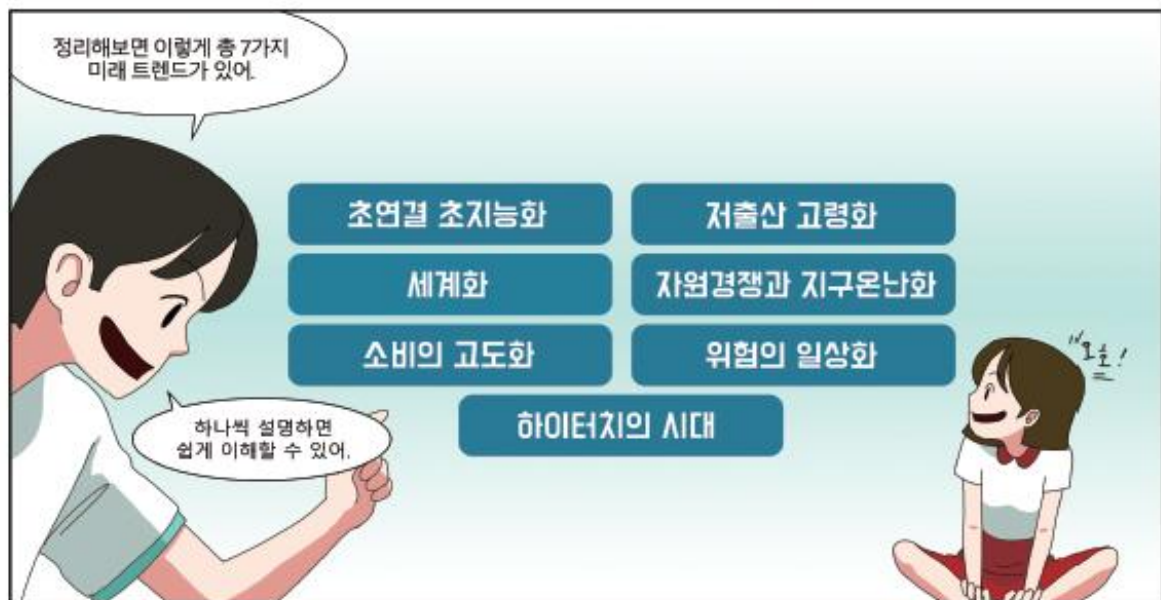 정리해보면 이렇게 총 7가지
미래 트렌드가 있어.
초연결 초지능화
저출산 고령화
세계화
자원경쟁과 지구온난화
소비의 고도화
위험의 일상화
하이터치의 시대
오호!
하나씩 설명하면
쉽게 이해할 수 있어.